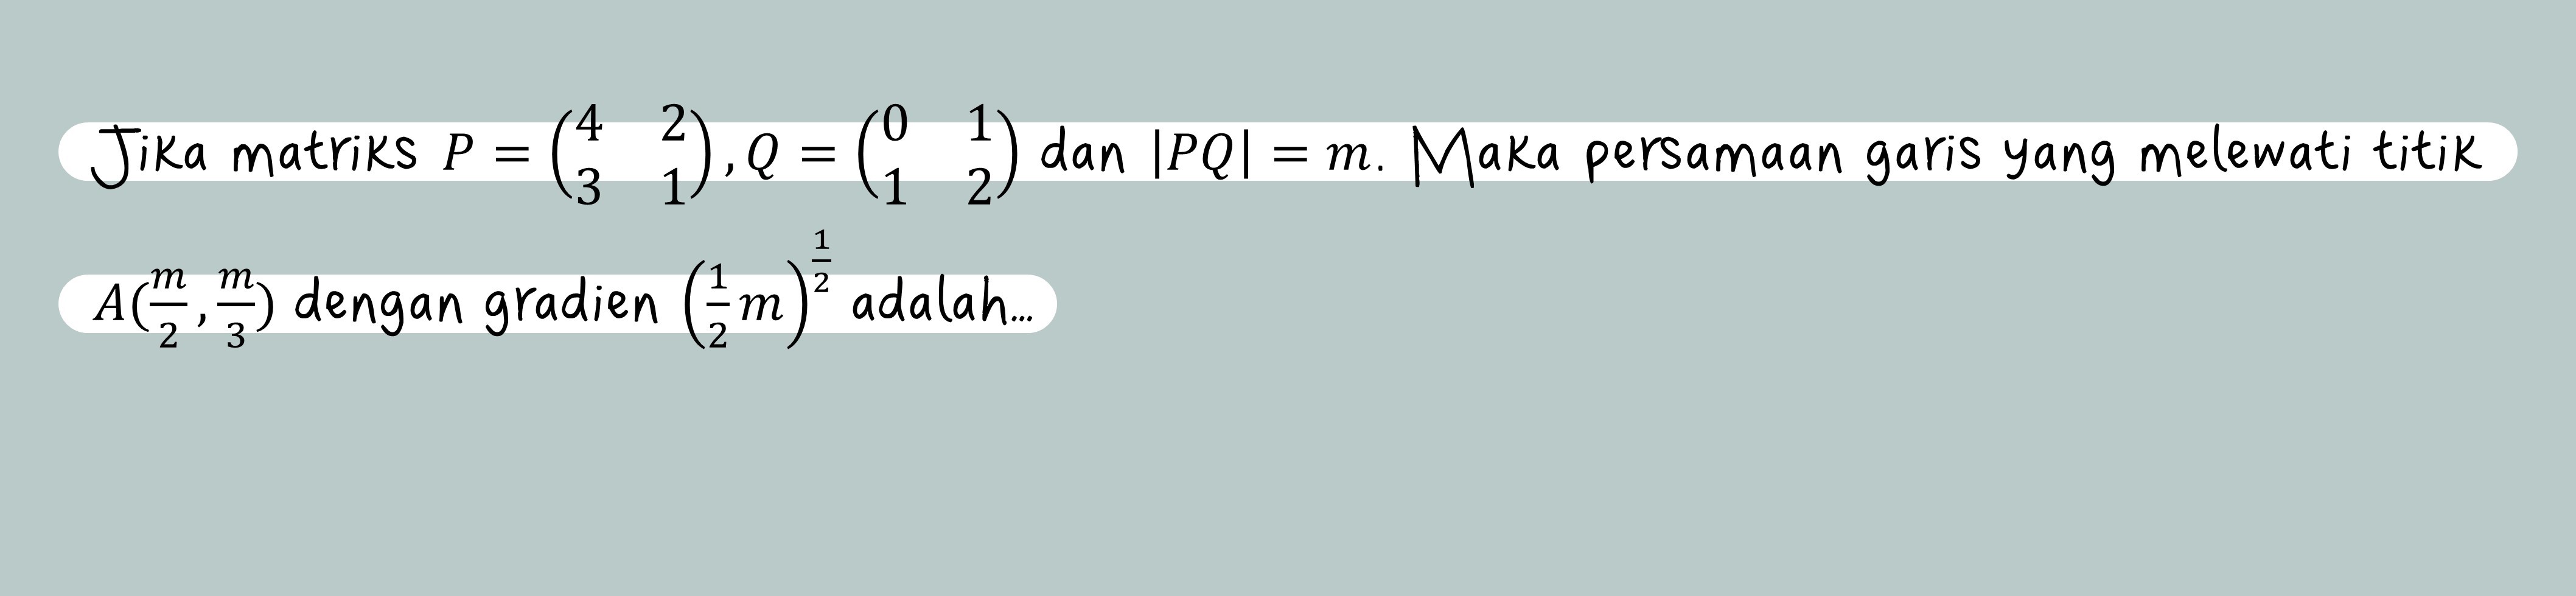 Jika matriks $P = \begin{pmatrix} 4 & 2 \\ 3 & 1 \end{pmatrix}, Q = \begin{pmatrix} 0 & 1 \\ 1 & 2 \end{pmatrix}$ dan $|PQ| = m$. Maka persamaan garis yang melewati titik
$A(\frac{m}{2}, \frac{m}{3})$ dengan gradien $\left(\frac{1}{2}m\right)^{\frac{1}{2}}$ adalah...